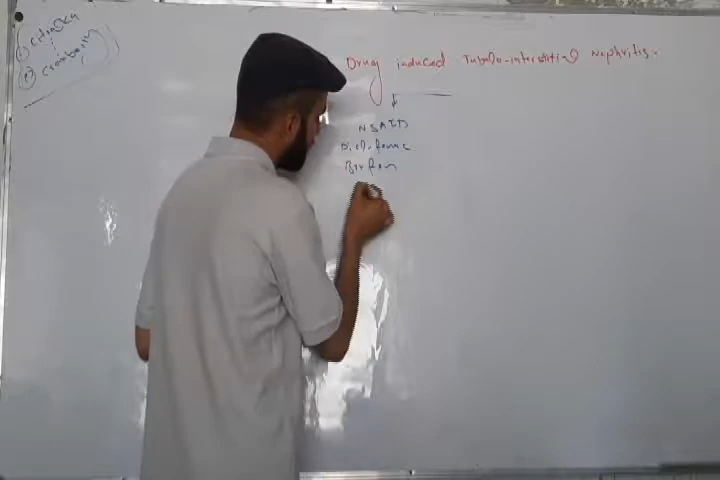 Drug induced Tubulo-interstitial nephritis.
NSAID
Diclofenac
Brufen